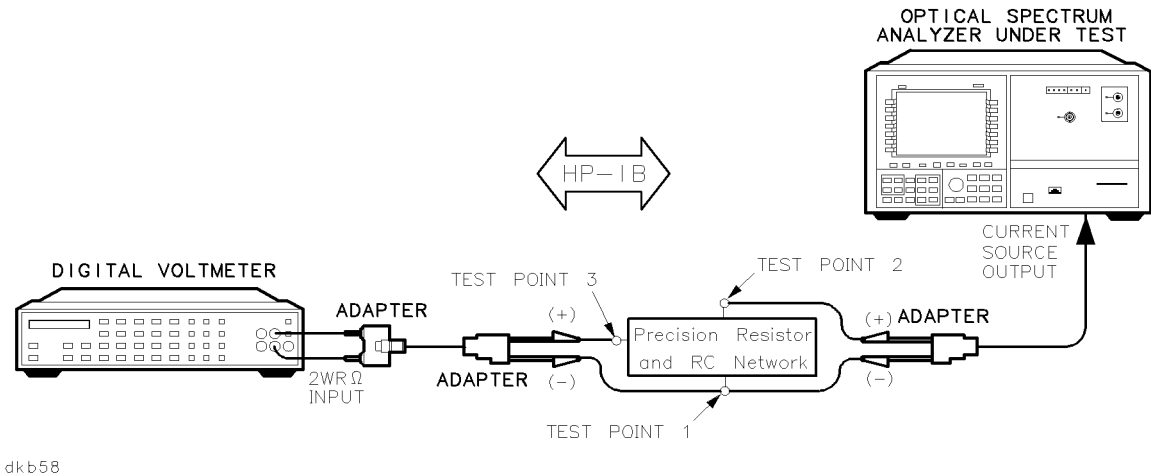 OPTICAL SPECTRUM
ANALYZER UNDER TEST
HP-IB
CURRENT
SOURCE
OUTPUT
DIGITAL VOLTMETER
TEST POINT 3
TEST POINT 2
ADAPTER
(+)
(+)
ADAPTER
Precision Resistor
and RC Network
2WRΩ
INPUT
ADAPTER
(-)
(-)
TEST POINT 1
dkb58